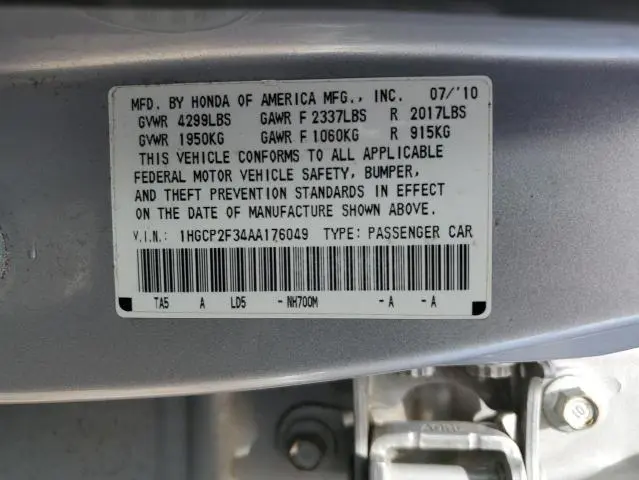 MFD. BY HONDA OF AMERICA MFG., INC. 07/'10
GVWR 4299LBS GAWR F 2337LBS R 2017LBS
GVWR 1950KG GAWR F 1060KG R 915KG
THIS VEHICLE CONFORMS TO ALL APPLICABLE
FEDERAL MOTOR VEHICLE SAFETY, BUMPER,
AND THEFT PREVENTION STANDARDS IN EFFECT
ON THE DATE OF MANUFACTURE SHOWN ABOVE.
V.I.N.: 1HGCP2F34AA176049 TYPE: PASSENGER CAR
TA5 A LD5 - NH700M - A - A
10